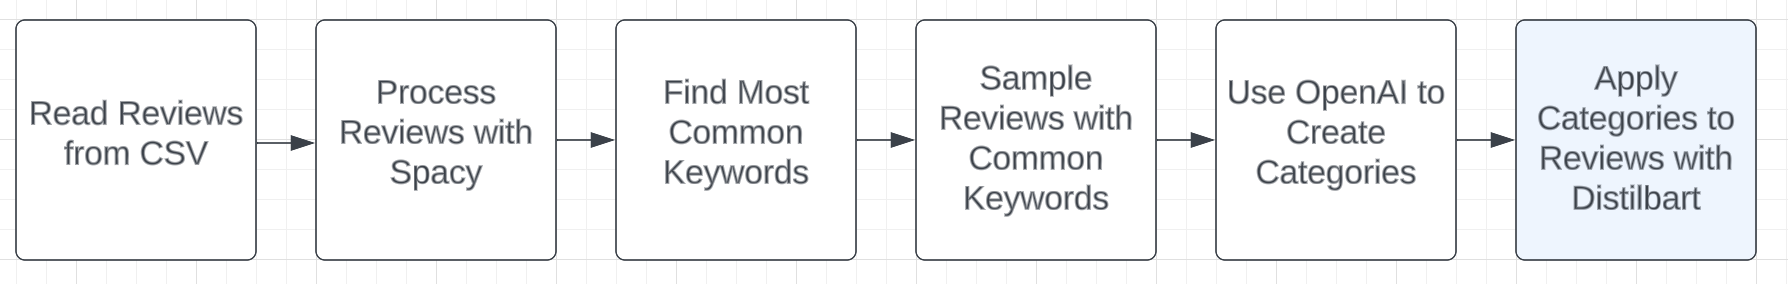 Read Reviews
from CSV
Process
Reviews with
Spacy
Find Most
Common
Keywords
Sample
Reviews with
Common
Keywords
Use OpenAI to
Create
Categories
Apply
Categories to
Reviews with
Distilbart